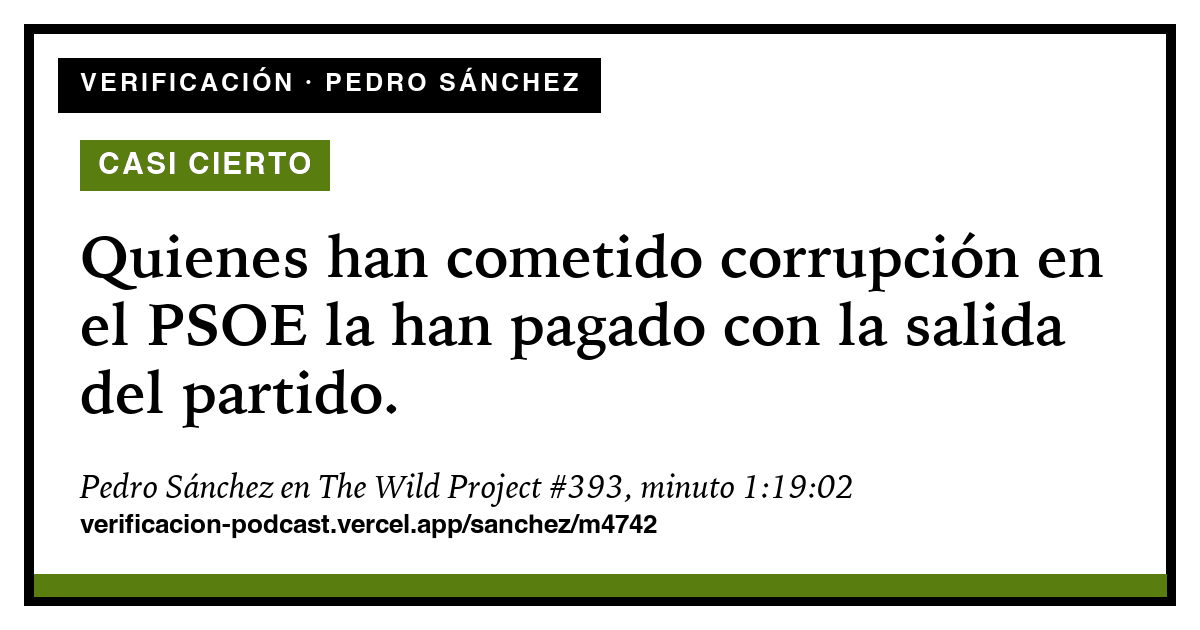 VERIFICACIÓN · PEDRO SÁNCHEZ
CASI CIERTO
Quienes han cometido corrupción en
el PSOE la han pagado con la salida
del partido.
Pedro Sánchez en The Wild Project #393, minuto 1:19:02
verificacion-podcast.vercel.app/sanchez/m4742